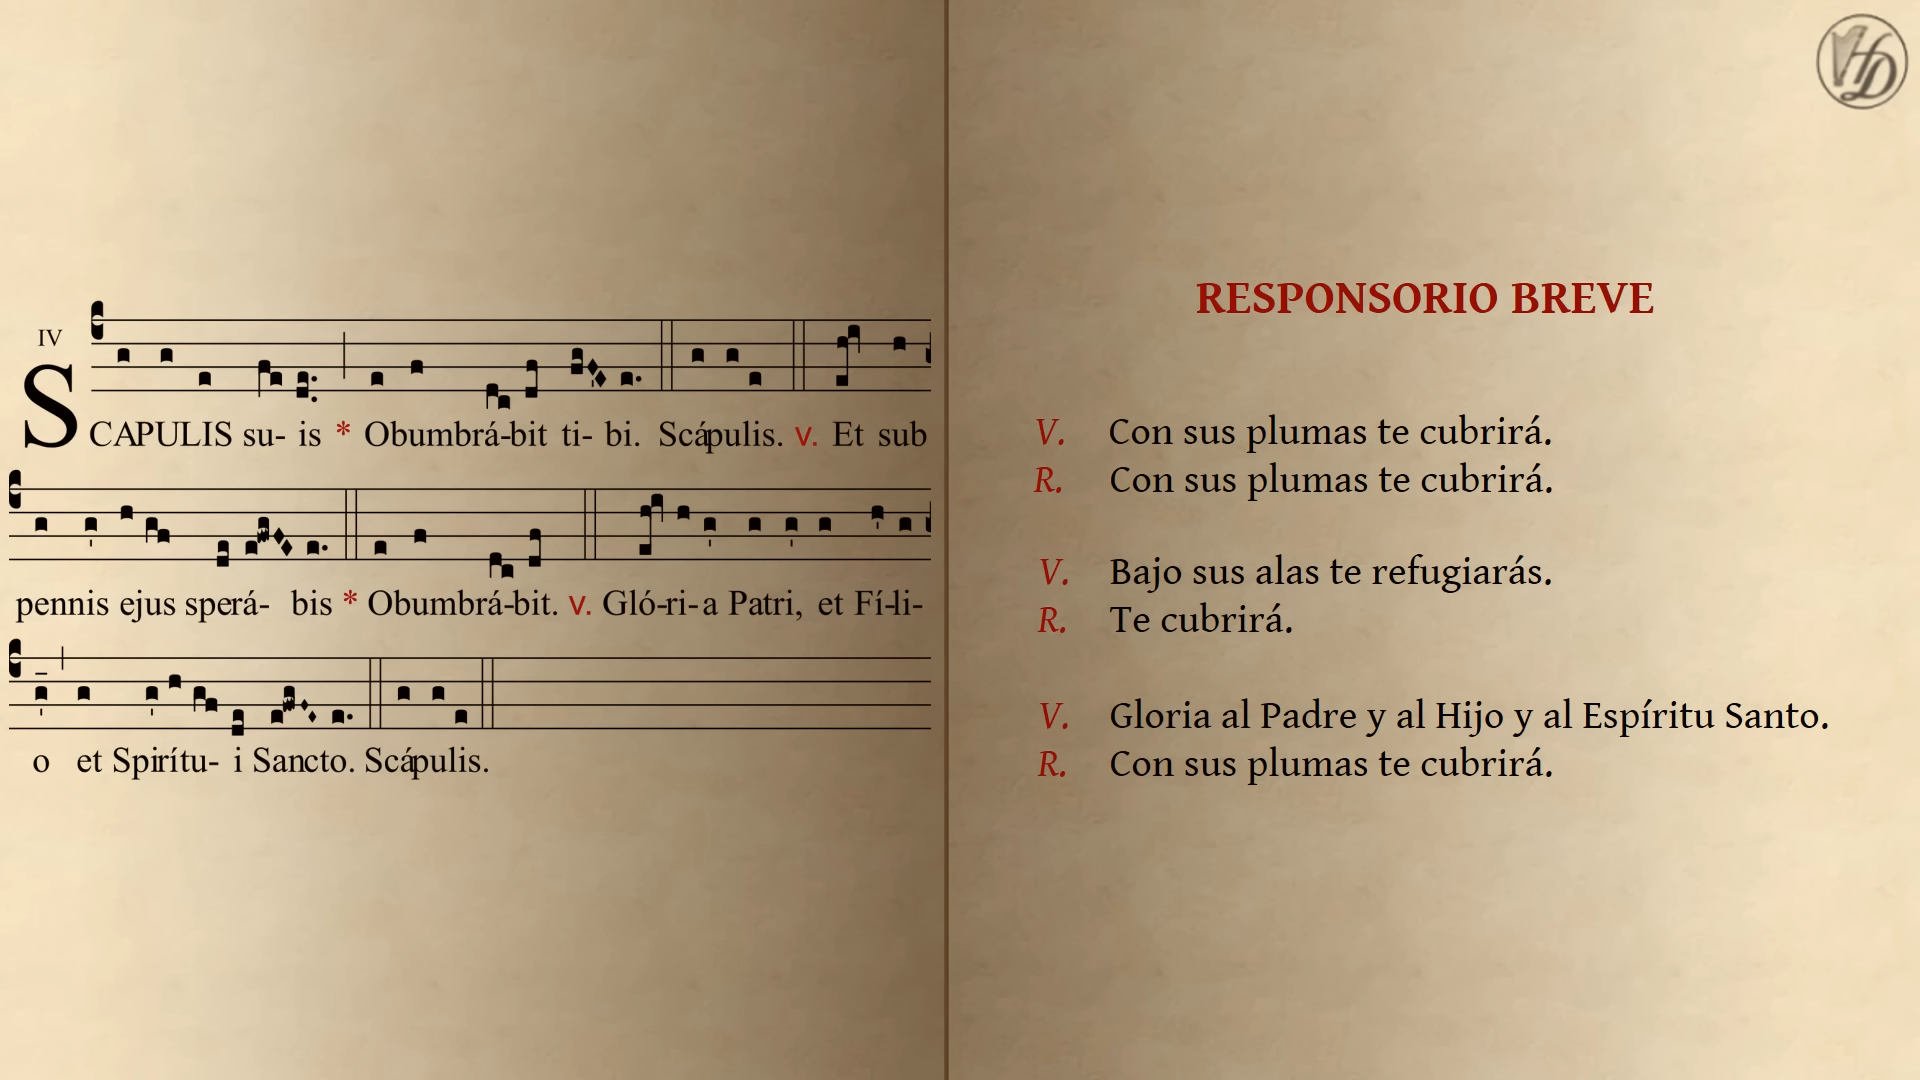 IV
SCAPULIS su- is * Obumbrá-bit ti- bi. Scápulis. v. Et sub
pennis ejus sperá- bis * Obumbrá-bit. v. Gló-ri-a Patri, et Fí-li-
o et Spirítu- i Sancto. Scápulis.
HD
RESPONSORIO BREVE
V. Con sus plumas te cubrirá.
R. Con sus plumas te cubrirá.
V. Bajo sus alas te refugiarás.
R. Te cubrirá.
V. Gloria al Padre y al Hijo y al Espíritu Santo.
R. Con sus plumas te cubrirá.